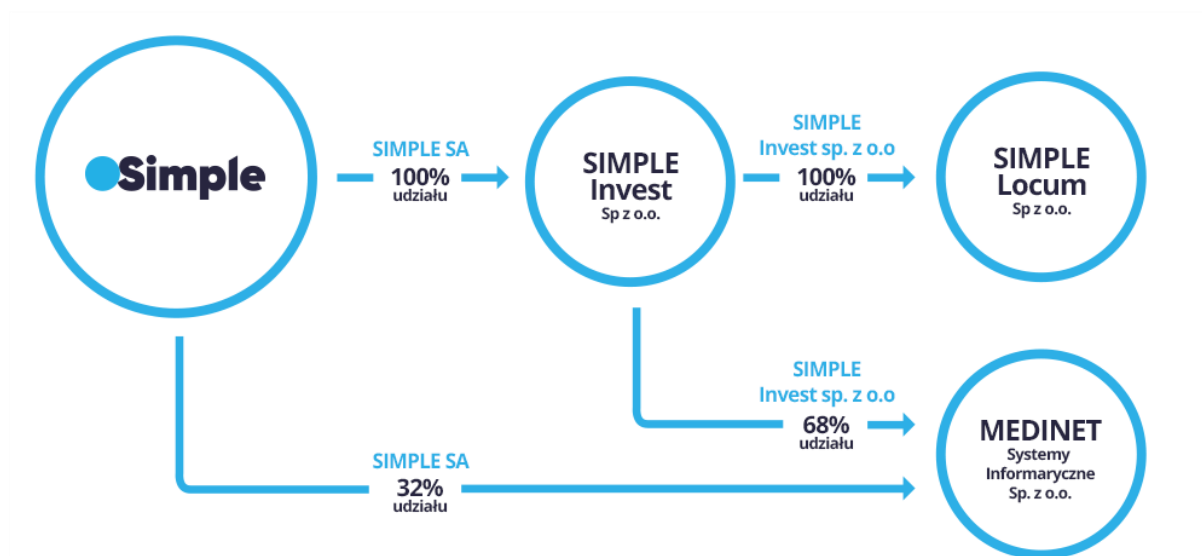 Simple
SIMPLE SA
100%
udziału
SIMPLE
Invest
Sp z o.o.
SIMPLE
Invest sp. z o.o
100%
udziału
SIMPLE
Locum
Sp z o.o.
SIMPLE
Invest sp. z o.o
68%
udziału
SIMPLE SA
32%
udziału
MEDINET
Systemy
Informaryczne
Sp. z o.o.